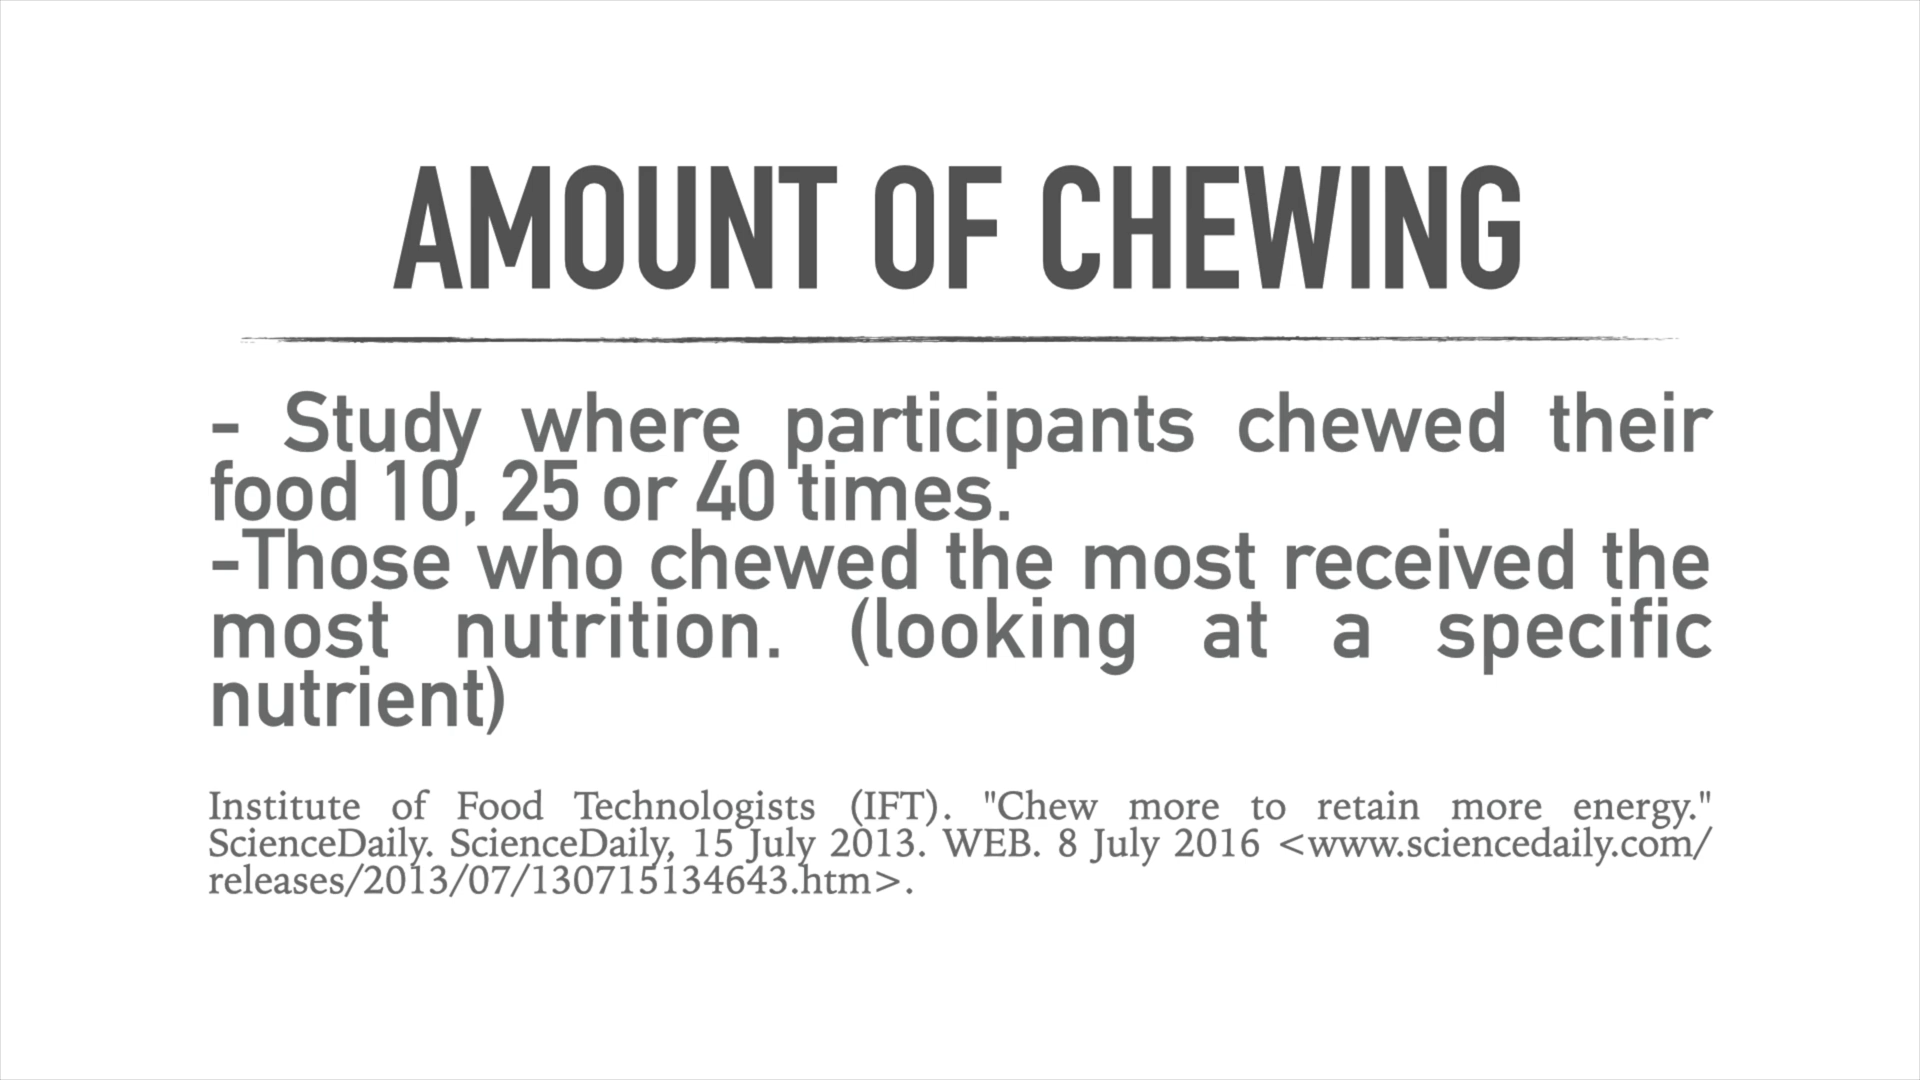 AMOUNT OF CHEWING
- Study where participants chewed their
food 10, 25 or 40 times.
-Those who chewed the most received the
most nutrition. (looking at a specific
nutrient)
Institute of Food Technologists (IFT). "Chew more to retain more energy."
ScienceDaily. ScienceDaily, 15 July 2013. WEB. 8 July 2016 <www.sciencedaily.com/
releases/2013/07/130715134643.htm>.